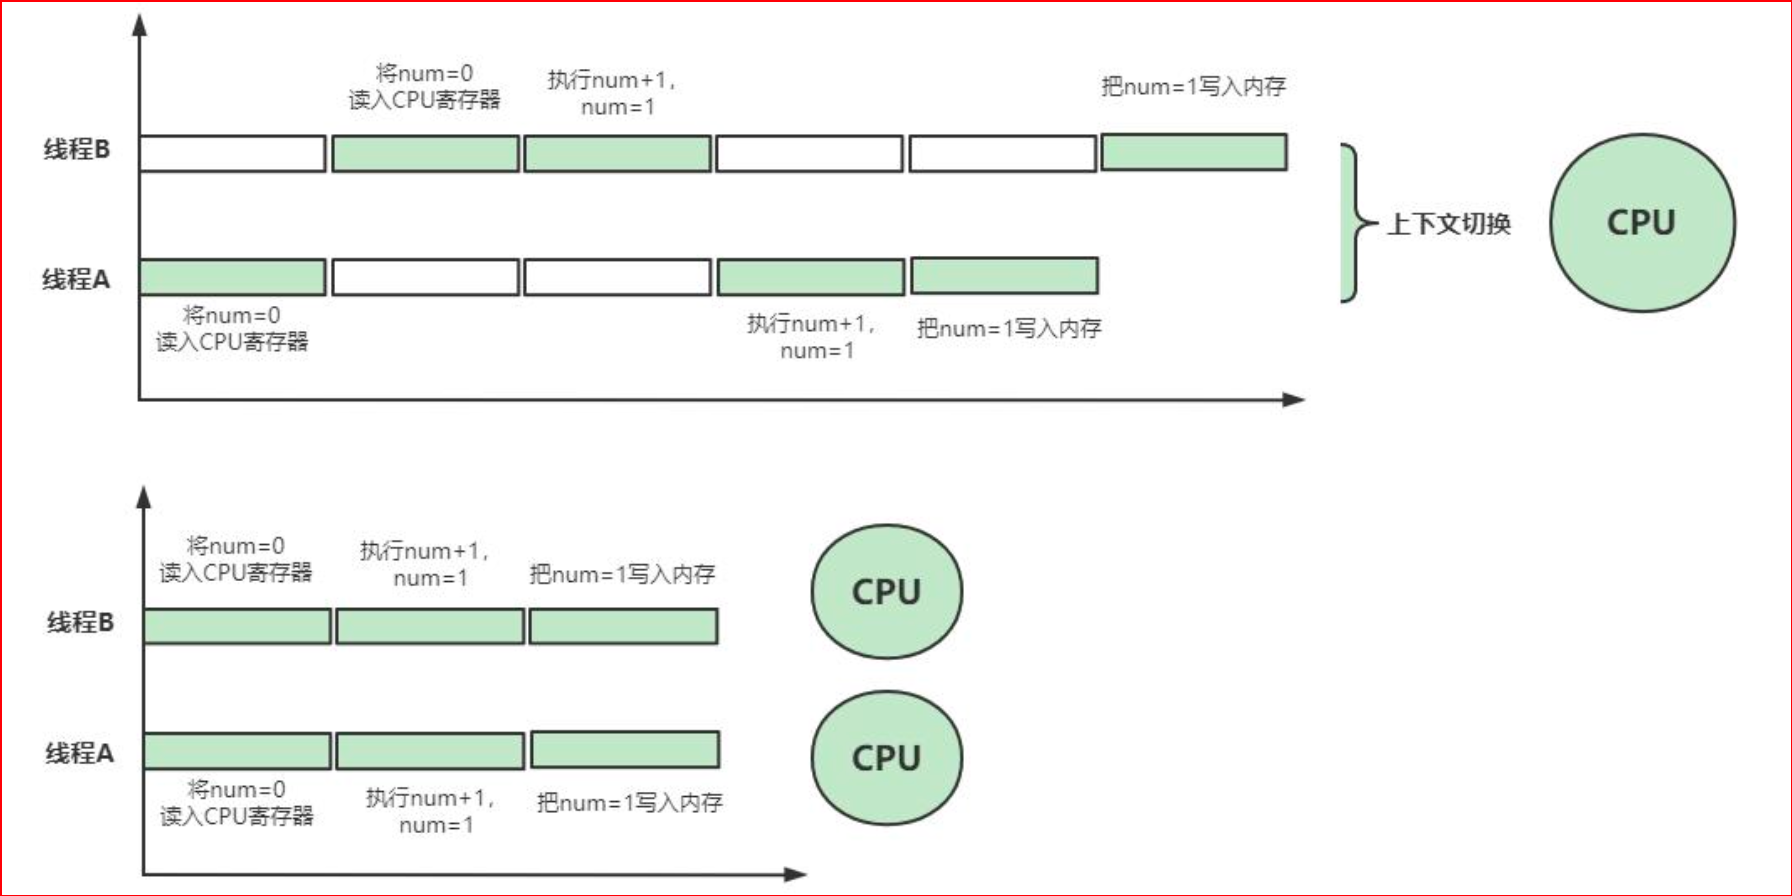 将num=0
读入CPU寄存器
执行num+1,
num=1
把num=1写入内存
线程B
上下文切换
CPU
线程A
将num=0
读入CPU寄存器
执行num+1,
num=1
把num=1写入内存
将num=0
读入CPU寄存器
执行num+1,
num=1
把num=1写入内存
CPU
线程B
线程A
CPU
将num=0
读入CPU寄存器
执行num+1,
num=1
把num=1写入内存